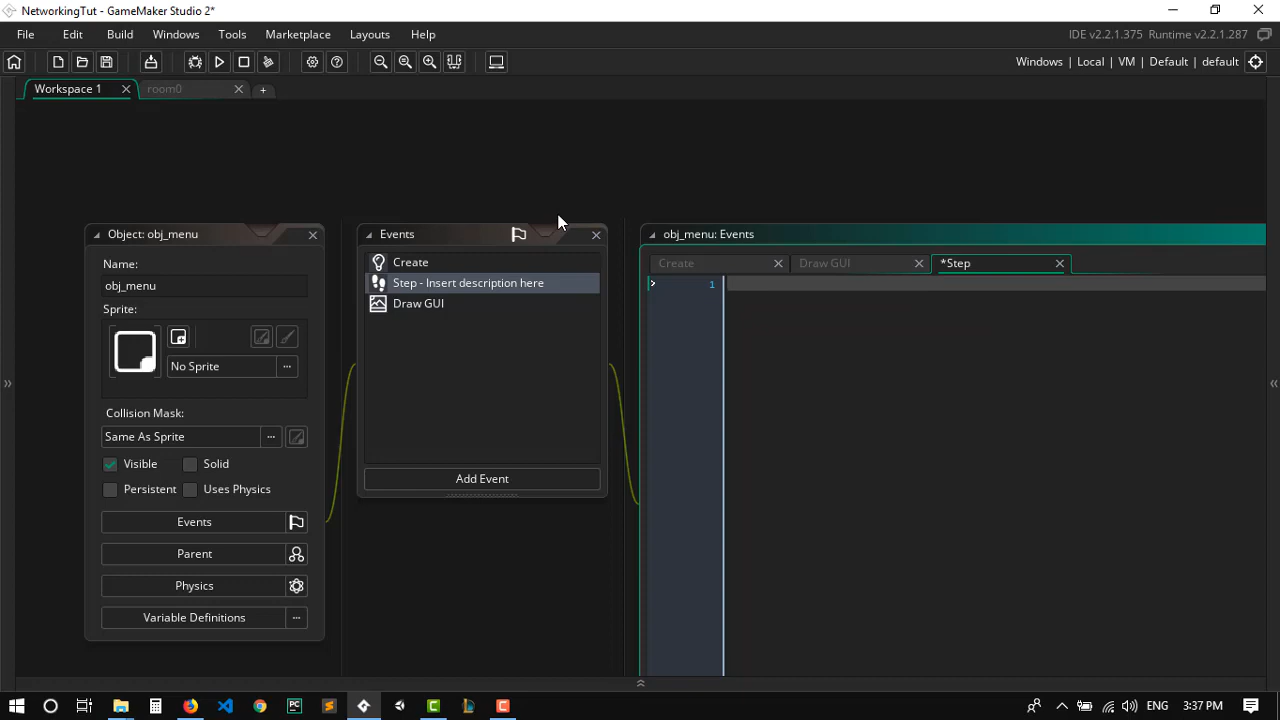 NetworkingTut - GameMaker Studio 2*
File Edit Build Windows Tools Marketplace Layouts Help
IDE v2.2.1.375 Runtime v2.2.1.287
Windows | Local | VM | Default | default
Workspace 1
room0
Object: obj_menu
Name:
obj_menu
Sprite:
No Sprite
Collision Mask:
Same As Sprite
Visible
Solid
Persistent
Uses Physics
Events
Parent
Physics
Variable Definitions
Events
Create
Step - Insert description here
Draw GUI
Add Event
obj_menu: Events
Create
Draw GUI
*Step
1
PC
ENG
3:37 PM